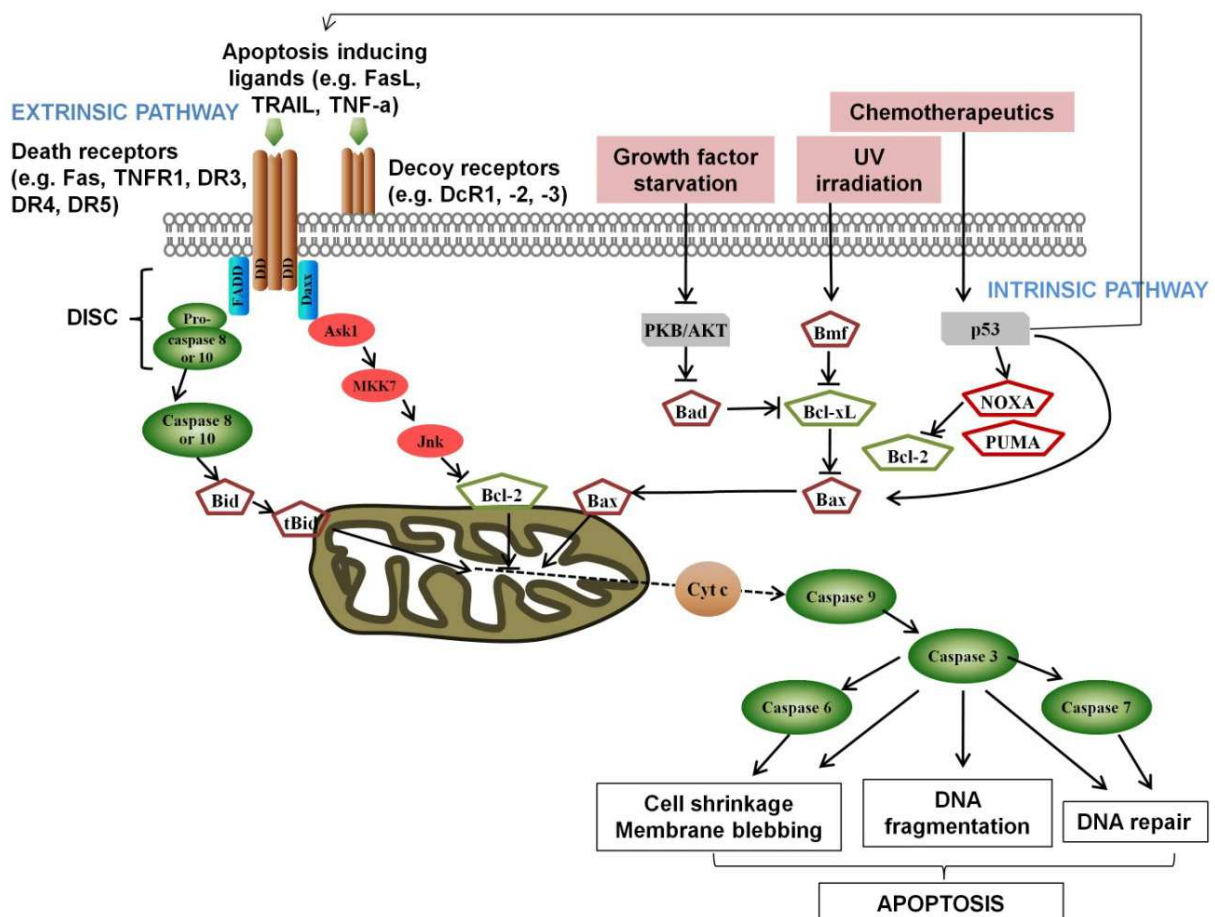 Apoptosis inducing
ligands (e.g. FasL,
TRAIL, TNF-a)
EXTRINSIC PATHWAY
Death receptors
(e.g. Fas, TNFR1, DR3,
DR4, DR5)
Decoy receptors
(e.g. DcR1, -2, -3)
Growth factor
starvation
UV
irradiation
Chemotherapeutics
INTRINSIC PATHWAY
DISC
FADD
DD
DD
Daxx
Pro-
caspase 8
or 10
Caspase 8
or 10
Bid
tBid
Ask1
MKK7
Jnk
Bcl-2
Bax
PKB/AKT
Bad
Bmf
Bcl-xL
Bax
p53
NOXA
PUMA
Bcl-2
Cyt c
Caspase 9
Caspase 3
Caspase 6
Caspase 7
Cell shrinkage
Membrane blebbing
DNA
fragmentation
DNA repair
APOPTOSIS